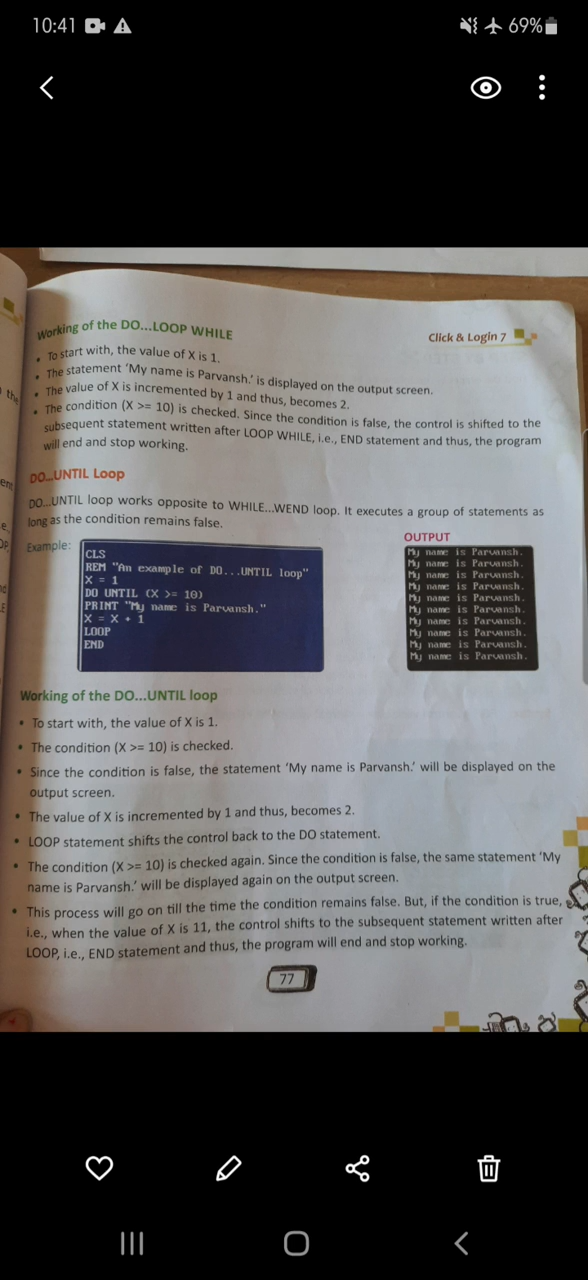 10:41
69%
Working of the DO...LOOP WHILE
Click & Login 7
• To start with, the value of X is 1.
• The statement ‘My name is Parvansh.’ is displayed on the output screen.
• The value of X is incremented by 1 and thus, becomes 2.
• The condition (X >= 10) is checked. Since the condition is false, the control is shifted to the
subsequent statement written after LOOP WHILE, i.e., END statement and thus, the program
will end and stop working.
DO...UNTIL Loop
DO...UNTIL loop works opposite to WHILE...WEND loop. It executes a group of statements as
long as the condition remains false.
Example:
CLS
REM "An example of DO...UNTIL loop"
X = 1
DO UNTIL (X >= 10)
PRINT "My name is Parvansh."
X = X + 1
LOOP
END
OUTPUT
My name is Parvansh.
My name is Parvansh.
My name is Parvansh.
My name is Parvansh.
My name is Parvansh.
My name is Parvansh.
My name is Parvansh.
My name is Parvansh.
My name is Parvansh.
My name is Parvansh.
Working of the DO...UNTIL loop
• To start with, the value of X is 1.
• The condition (X >= 10) is checked.
• Since the condition is false, the statement ‘My name is Parvansh.’ will be displayed on the
output screen.
• The value of X is incremented by 1 and thus, becomes 2.
• LOOP statement shifts the control back to the DO statement.
• The condition (X >= 10) is checked again. Since the condition is false, the same statement ‘My
name is Parvansh.’ will be displayed again on the output screen.
• This process will go on till the time the condition remains false. But, if the condition is true,
i.e., when the value of X is 11, the control shifts to the subsequent statement written after
LOOP, i.e., END statement and thus, the program will end and stop working.
77